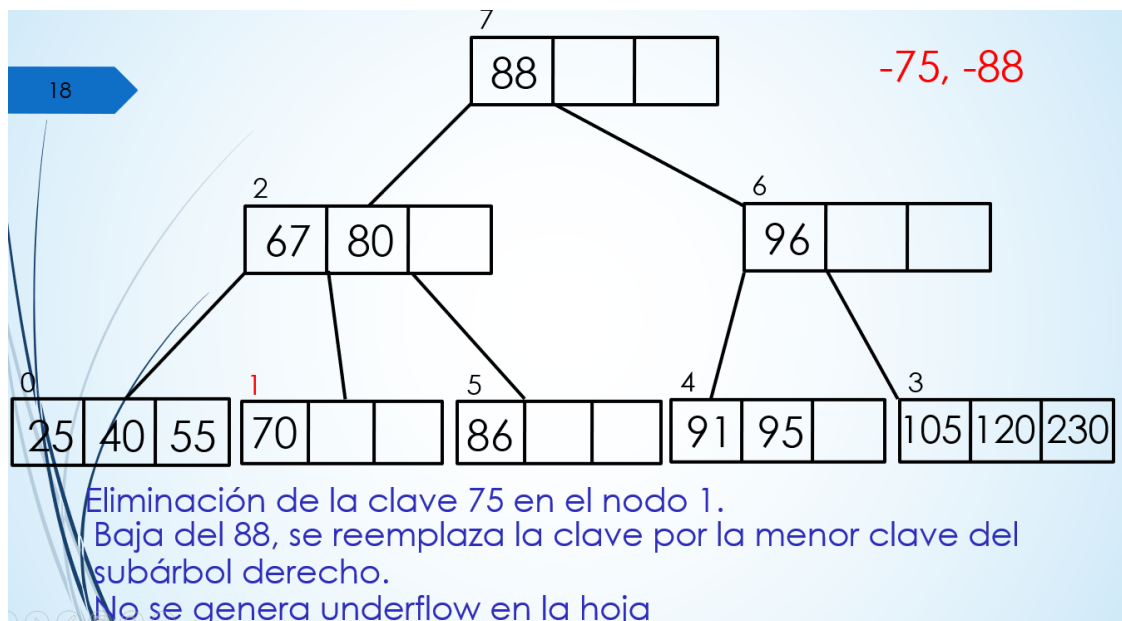 7
88
-75, -88
18
2
67 80
6
96
0
25 40 55
1
70
5
86
4
91 95
3
105 120 230
Eliminación de la clave 75 en el nodo 1.
Baja del 88, se reemplaza la clave por la menor clave del
subárbol derecho.
No se genera underflow en la hoja